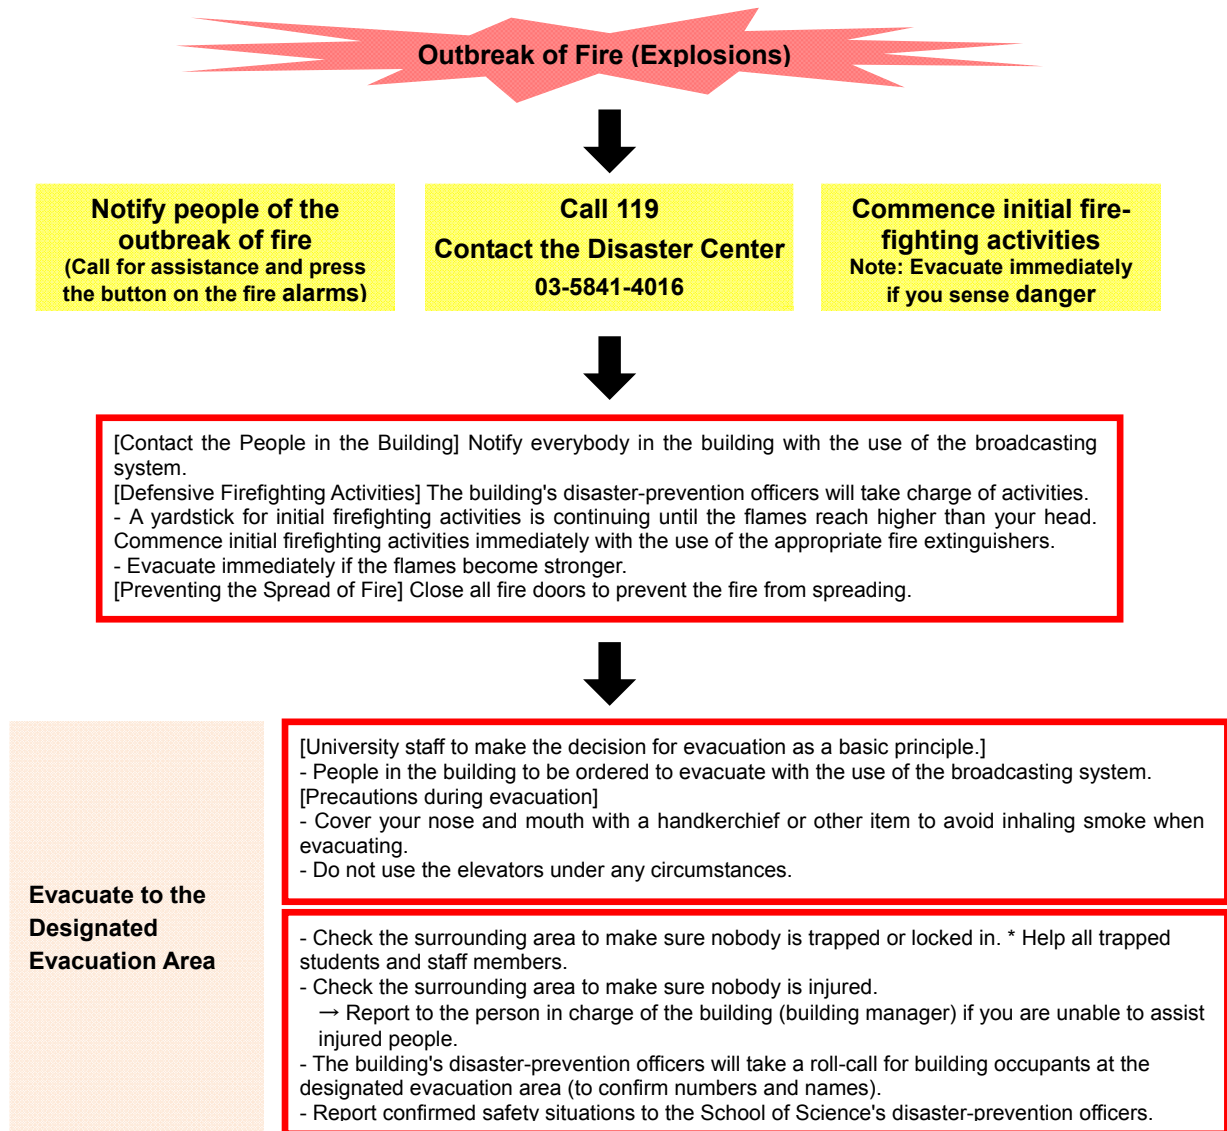 Outbreak of Fire (Explosions)
Notify people of the
outbreak of fire
(Call for assistance and press
the button on the fire alarms)
Call 119
Contact the Disaster Center
03-5841-4016
Commence initial fire-
fighting activities
Note: Evacuate immediately
if you sense danger
[Contact the People in the Building] Notify everybody in the building with the use of the broadcasting
system.
[Defensive Firefighting Activities] The building's disaster-prevention officers will take charge of activities.
- A yardstick for initial firefighting activities is continuing until the flames reach higher than your head.
Commence initial firefighting activities immediately with the use of the appropriate fire extinguishers.
- Evacuate immediately if the flames become stronger.
[Preventing the Spread of Fire] Close all fire doors to prevent the fire from spreading.
Evacuate to the
Designated
Evacuation Area
[University staff to make the decision for evacuation as a basic principle.]
- People in the building to be ordered to evacuate with the use of the broadcasting system.
[Precautions during evacuation]
- Cover your nose and mouth with a handkerchief or other item to avoid inhaling smoke when
evacuating.
- Do not use the elevators under any circumstances.
- Check the surrounding area to make sure nobody is trapped or locked in. * Help all trapped
students and staff members.
- Check the surrounding area to make sure nobody is injured.
→ Report to the person in charge of the building (building manager) if you are unable to assist
injured people.
- The building's disaster-prevention officers will take a roll-call for building occupants at the
designated evacuation area (to confirm numbers and names).
- Report confirmed safety situations to the School of Science's disaster-prevention officers.